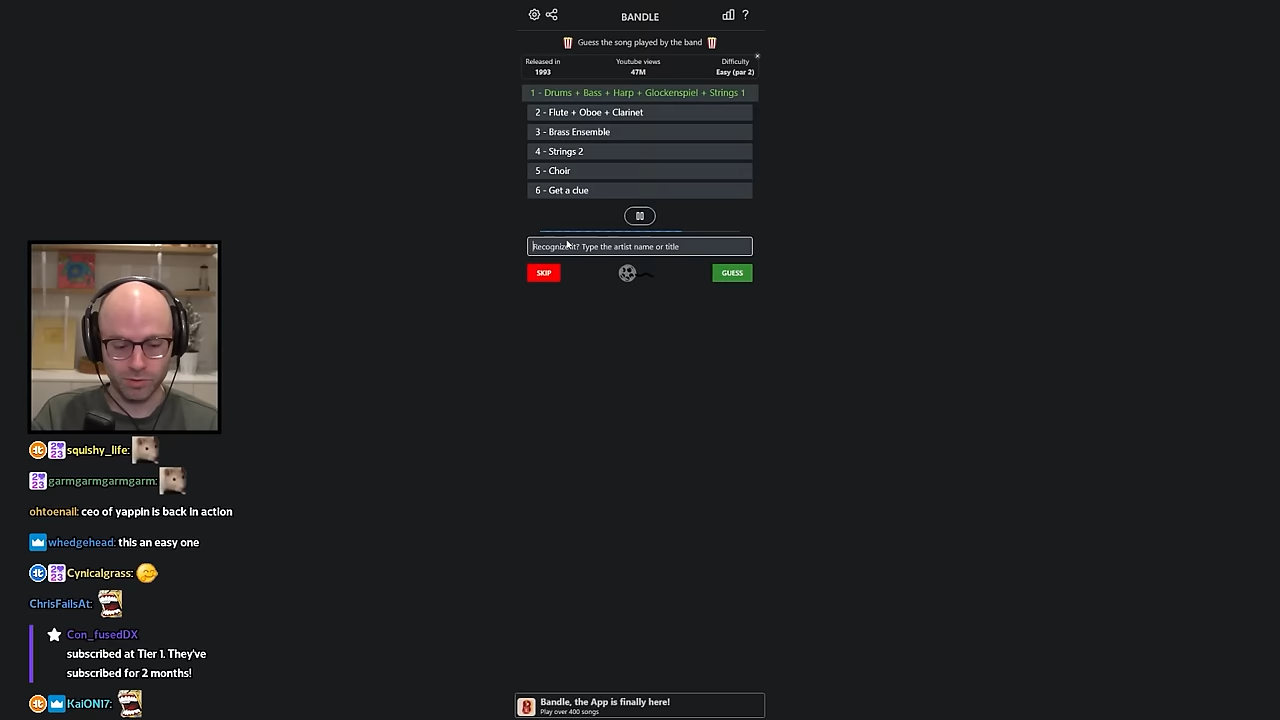 BANDLE
?
Guess the song played by the band
Released in
1993
Youtube views
47M
Difficulty
Easy (par 2)
1 - Drums + Bass + Harp + Glockenspiel + Strings 1
2 - Flute + Oboe + Clarinet
3 - Brass Ensemble
4 - Strings 2
5 - Choir
6 - Get a clue
Recognize it? Type the artist name or title
SKIP
GUESS
squishy_life:
garmgarmgarmgarm:
ohtoenail: ceo of yappin is back in action
whedgehead: this an easy one
Cynicalgrass:
ChrisFailsAt:
Con_fusedDX
subscribed at Tier 1. They've
subscribed for 2 months!
KaiON17:
Bandle, the App is finally here!
Play over 400 songs